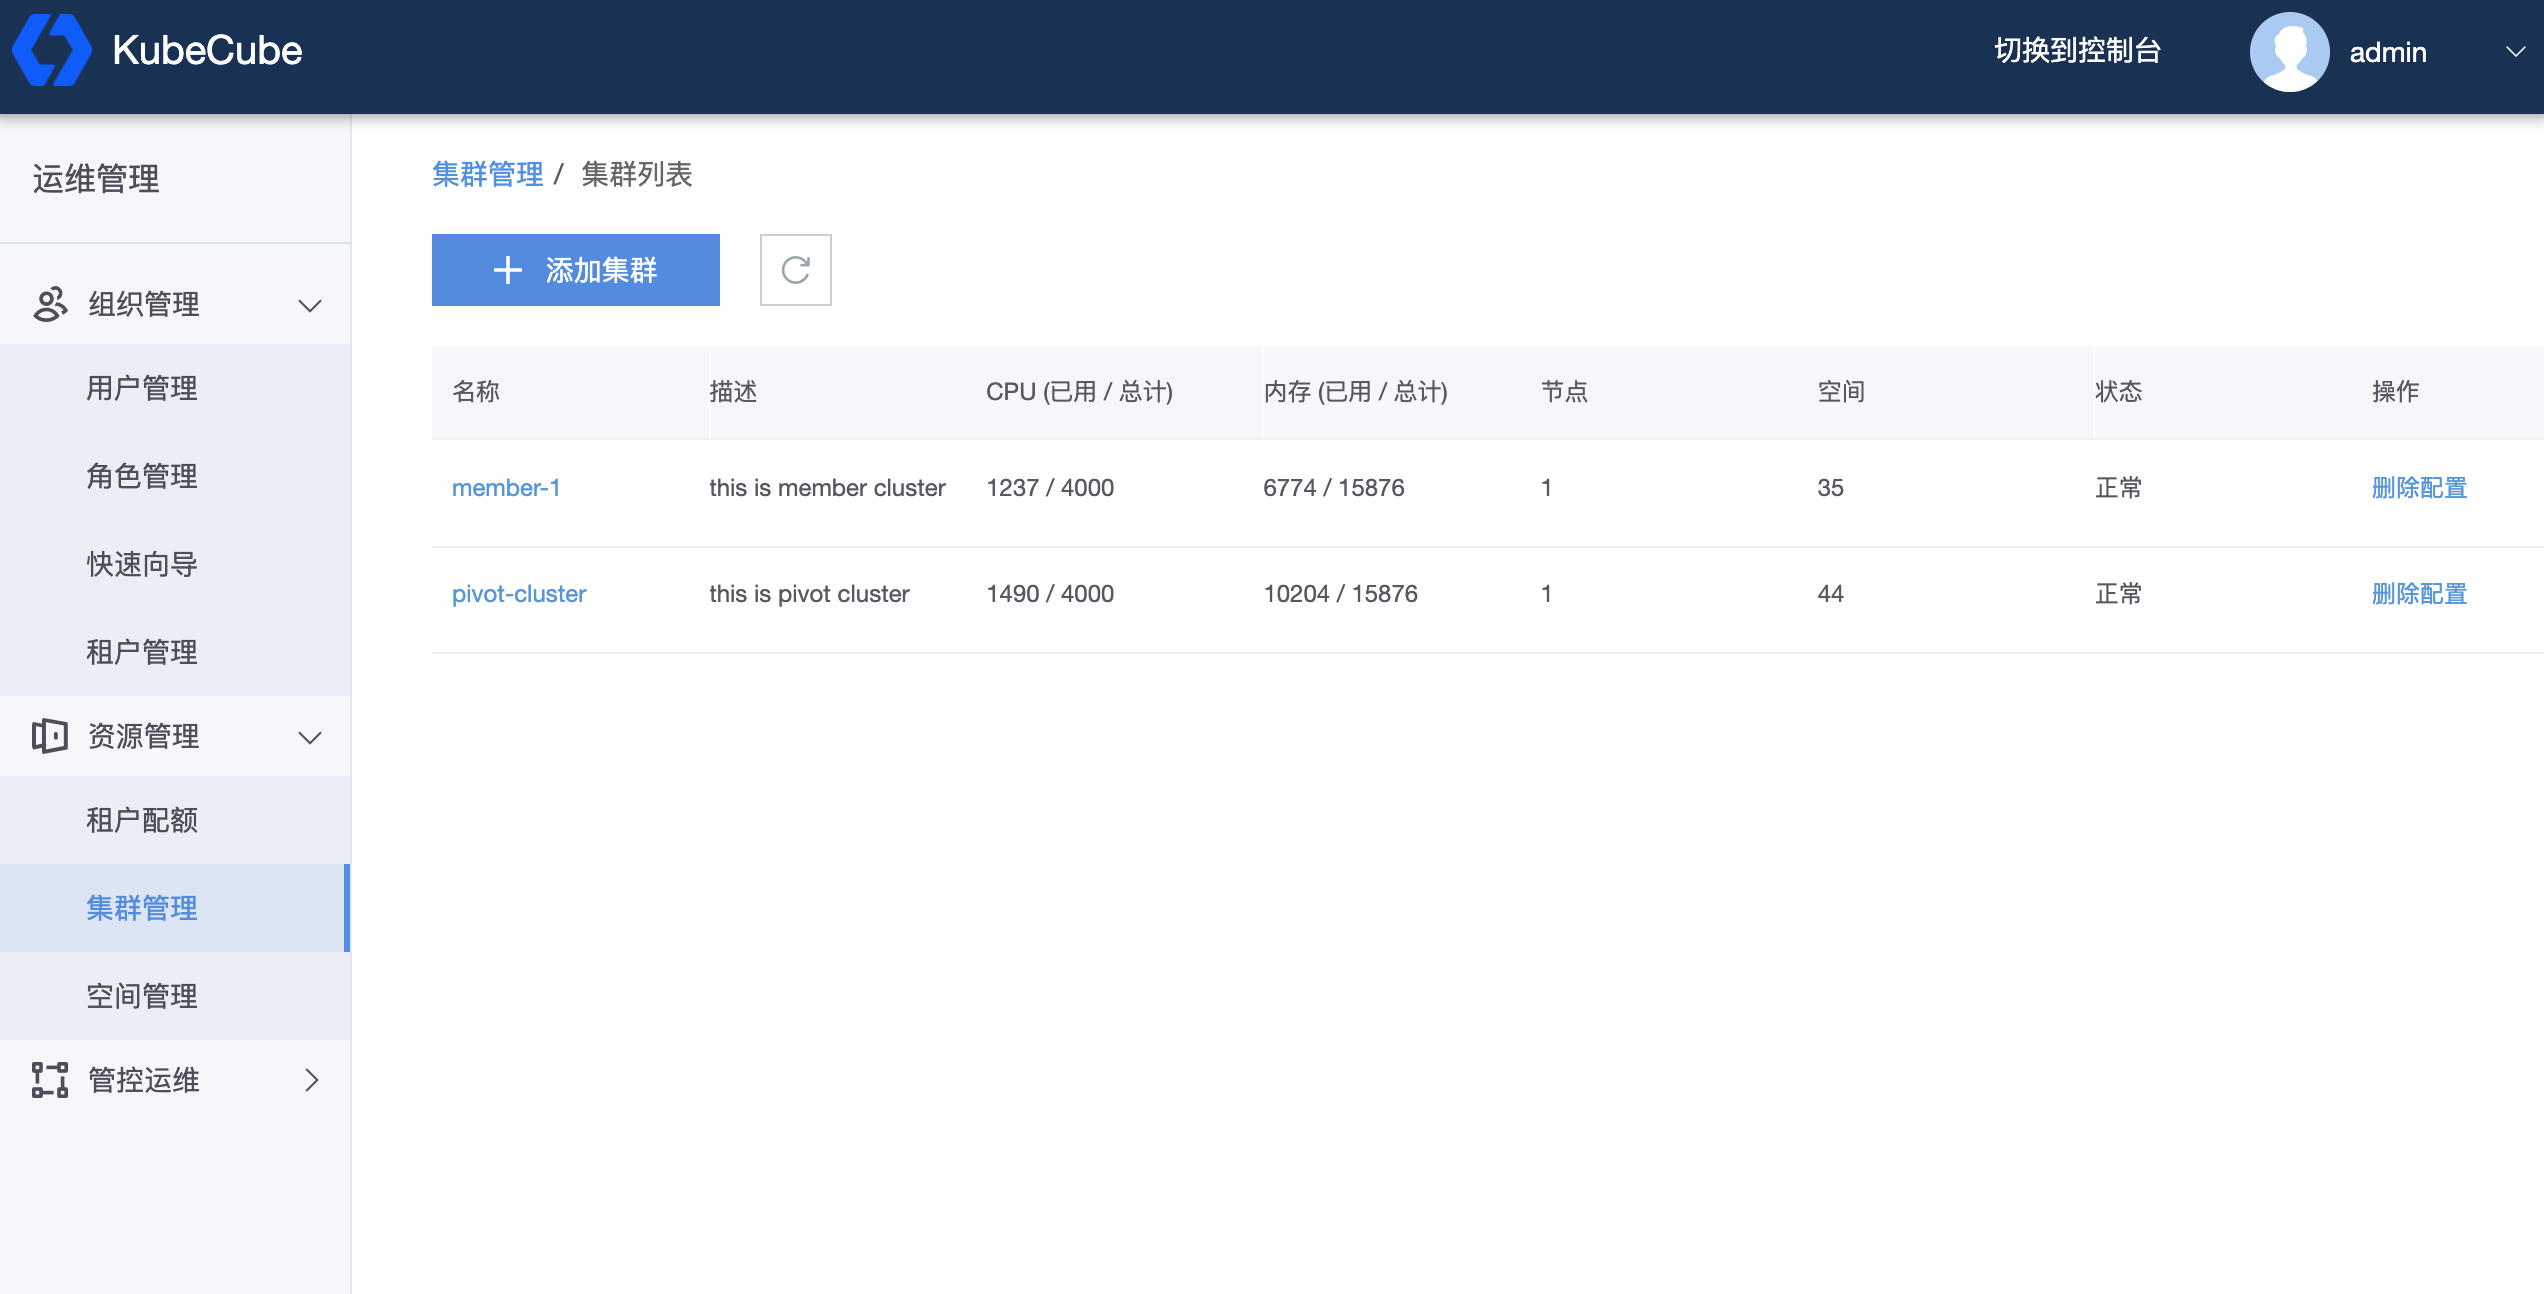 KubeCube
切换到控制台
admin
运维管理
组织管理
用户管理
角色管理
快速向导
租户管理
资源管理
租户配额
集群管理
空间管理
管控运维
集群管理 / 集群列表
添加集群
名称 描述 CPU (已用 / 总计) 内存 (已用 / 总计) 节点 空间 状态 操作
member-1 this is member cluster 1237 / 4000 6774 / 15876 1 35 正常 删除配置
pivot-cluster this is pivot cluster 1490 / 4000 10204 / 15876 1 44 正常 删除配置